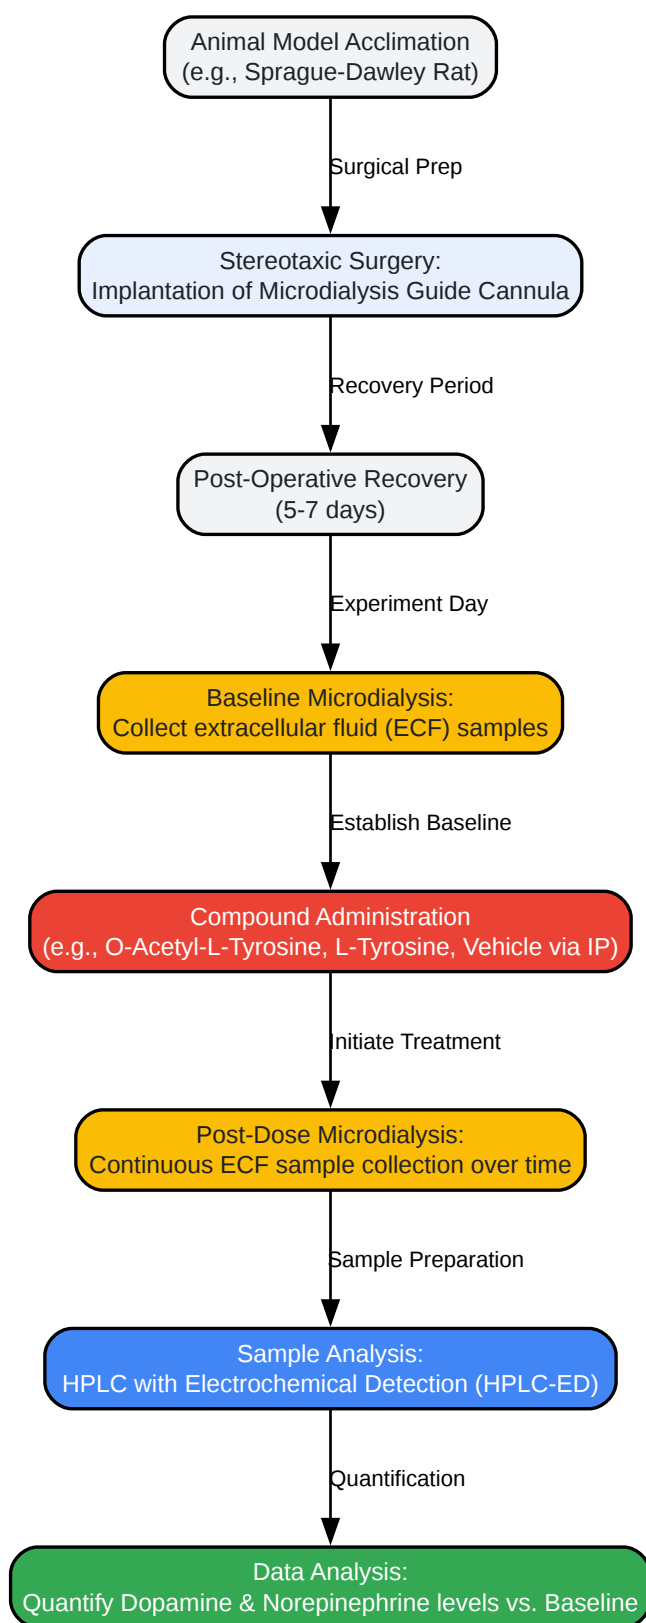 Animal Model Acclimation
(e.g., Sprague-Dawley Rat)
Surgical Prep
Stereotaxic Surgery:
Implantation of Microdialysis Guide Cannula
Recovery Period
Post-Operative Recovery
(5-7 days)
Experiment Day
Baseline Microdialysis:
Collect extracellular fluid (ECF) samples
Establish Baseline
Compound Administration
(e.g., O-Acetyl-L-Tyrosine, L-Tyrosine, Vehicle via IP)
Initiate Treatment
Post-Dose Microdialysis:
Continuous ECF sample collection over time
Sample Preparation
Sample Analysis:
HPLC with Electrochemical Detection (HPLC-ED)
Quantification
Data Analysis:
Quantify Dopamine & Norepinephrine levels vs. Baseline